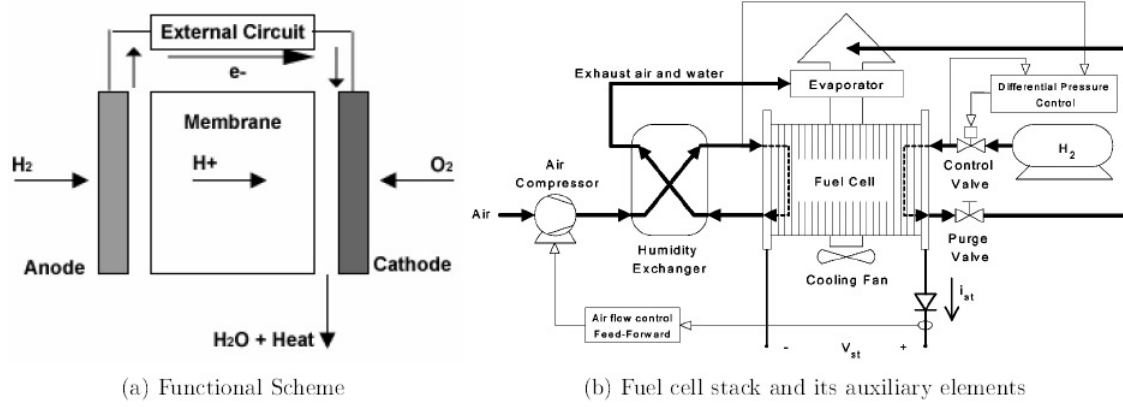 External Circuit
e-
Membrane
H+
H2
O2
Anode
Cathode
H2O + Heat
(a) Functional Scheme
Exhaust air and water
Evaporator
Differential Pressure
Control
H2
Control
Valve
Air
Compressor
Fuel Cell
Air
Purge
Valve
Humidity
Exchanger
Cooling Fan
ist
Air flow control
Feed-Forward
- Vst +
(b) Fuel cell stack and its auxiliary elements